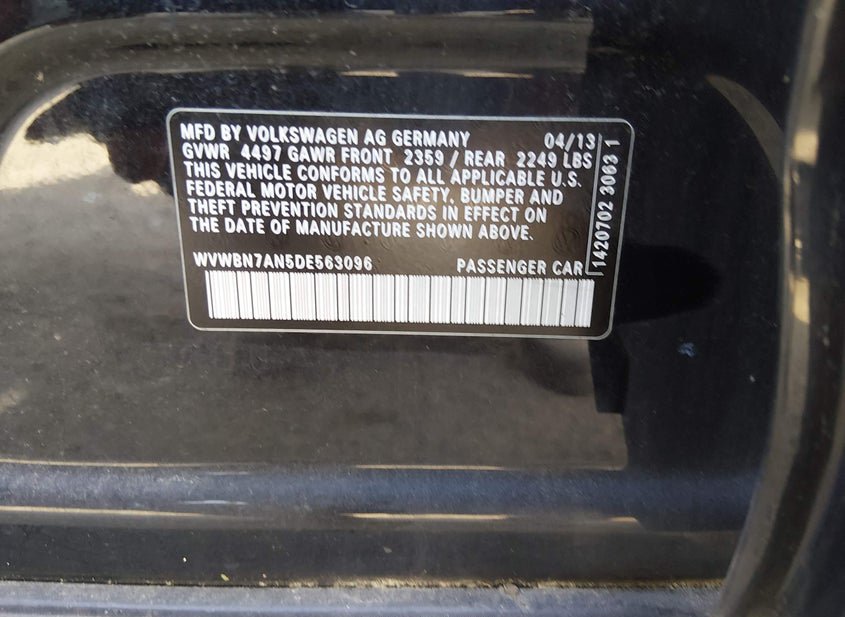 MFD BY VOLKSWAGEN AG GERMANY 04/13
GVWR 4497 GAWR FRONT 2359 / REAR 2249 LBS
THIS VEHICLE CONFORMS TO ALL APPLICABLE U.S.
FEDERAL MOTOR VEHICLE SAFETY, BUMPER AND
THEFT PREVENTION STANDARDS IN EFFECT ON
THE DATE OF MANUFACTURE SHOWN ABOVE.
WVWBN7AN5DE563096 PASSENGER CAR
1420702 3063 1